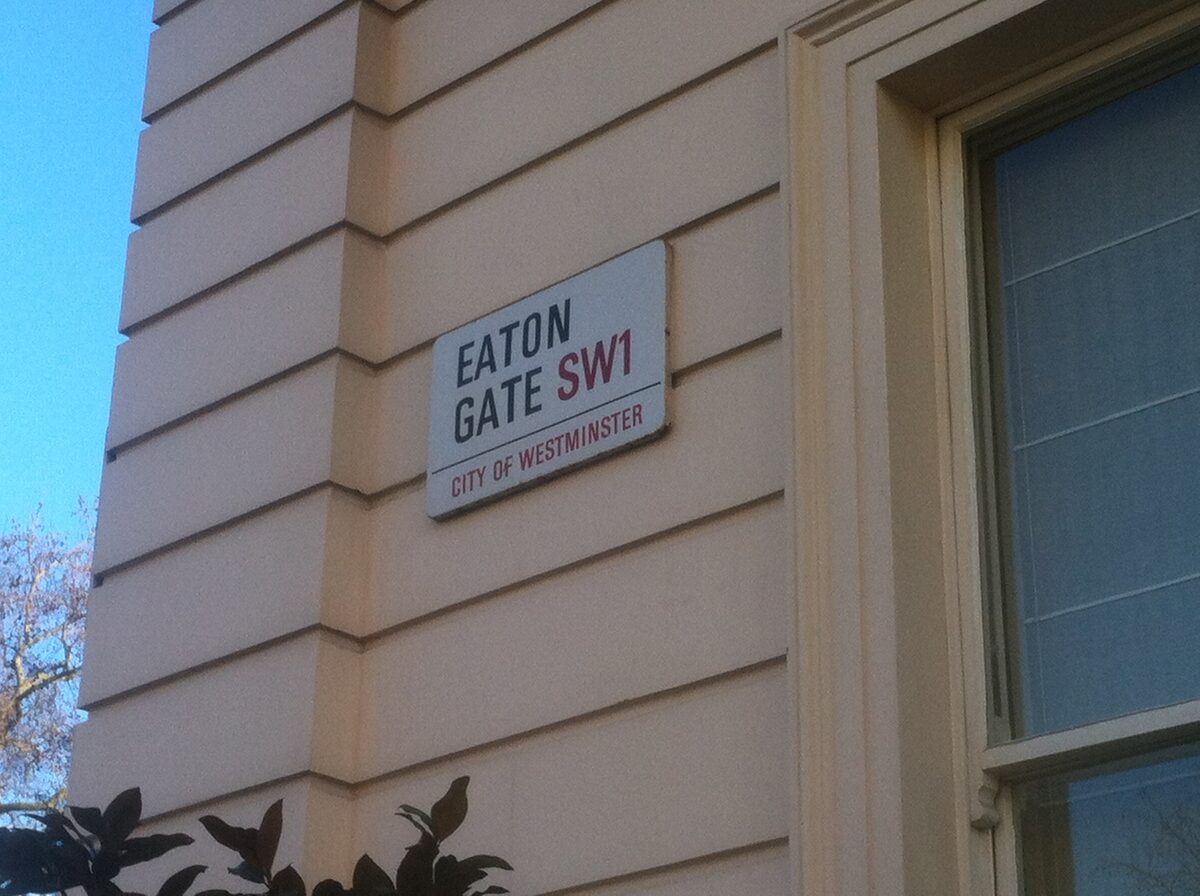 EATON
GATE SW1
CITY OF WESTMINSTER